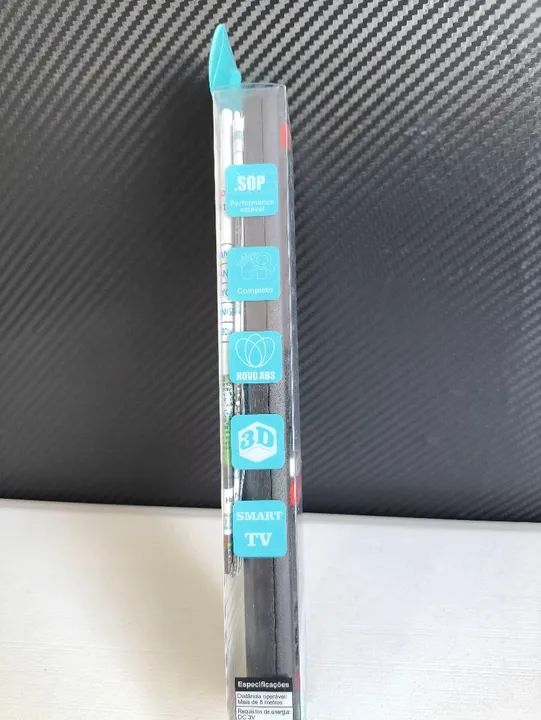 .SOP
Performance
estável
Completo
NOVO ABS
3D
SMART
TV
Especificações
Distância operável:
Mais de 8 metros
Requisitos de energia:
DC 3V